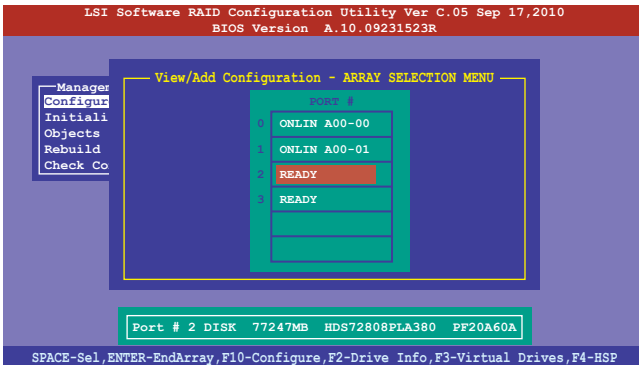 LSI Software RAID Configuration Utility Ver C.05 Sep 17,2010
BIOS Version A.10.09231523R
View/Add Configuration - ARRAY SELECTION MENU
Managem
Configur
Initiali
Objects
Rebuild
Check Co
PORT #
0 ONLIN A00-00
1 ONLIN A00-01
2 READY
3 READY
Port # 2 DISK 77247MB HDS72808PLA380 PF20A60A
SPACE-Sel,ENTER-EndArray,F10-Configure,F2-Drive Info,F3-Virtual Drives,F4-HSP